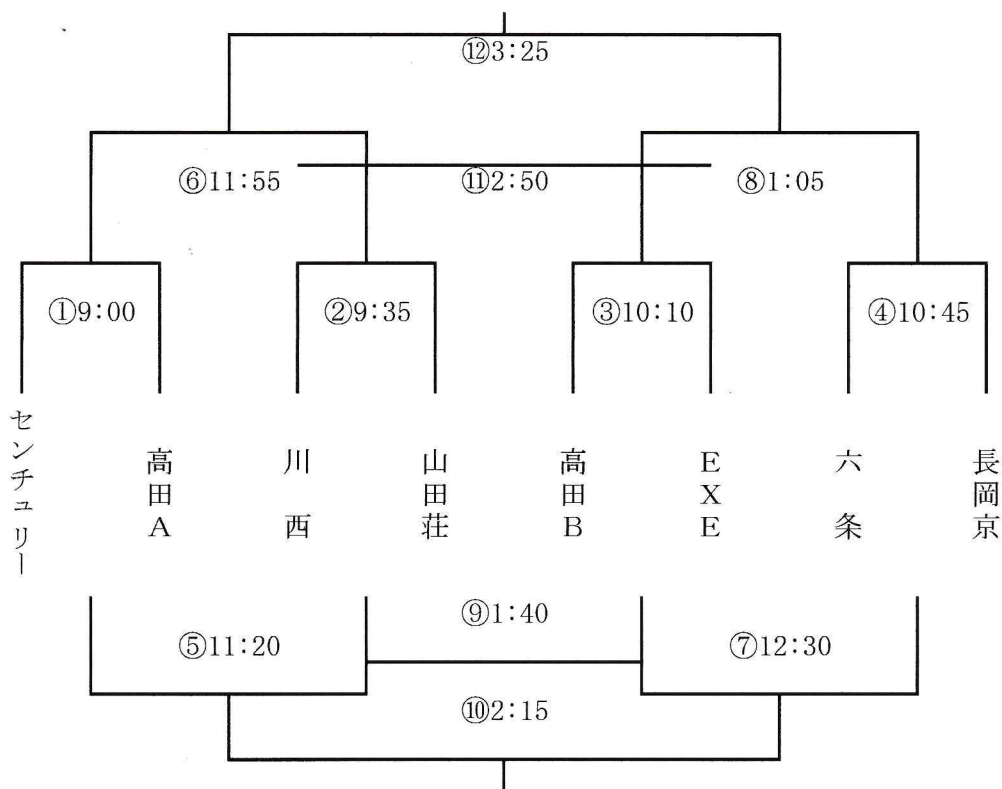 ⑫3:25
⑥11:55
⑪2:50
⑧1:05
①9:00
②9:35
③10:10
④10:45
センチュリー
高田A
川西
山田荘
高田B
EXE
六条
長岡京
⑨1:40
⑤11:20
⑦12:30
⑩2:15